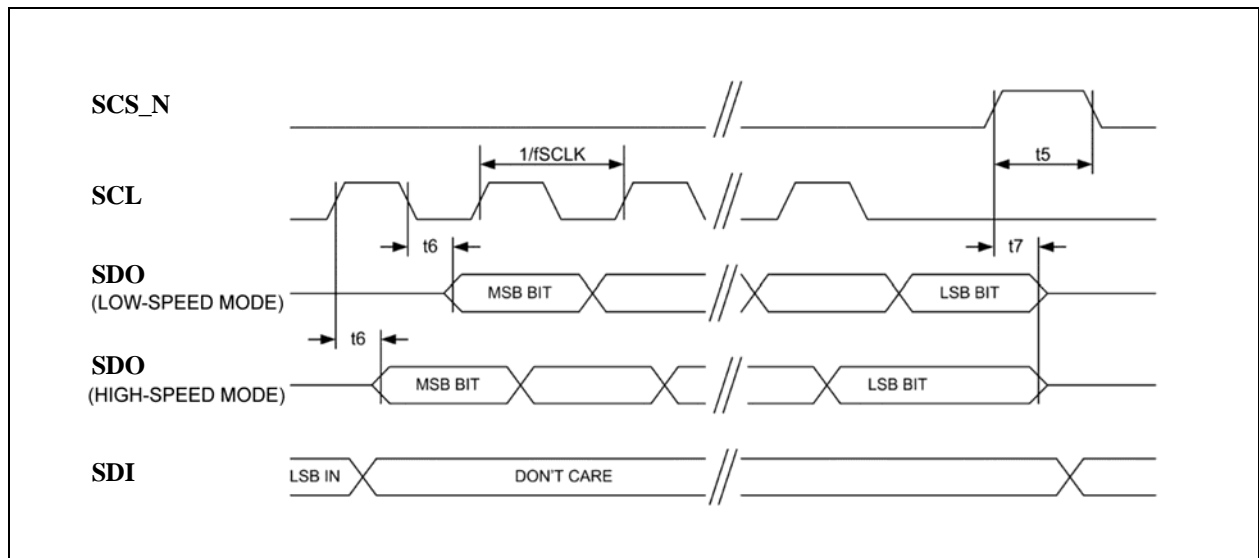 SCS_N
t5
1/fSCLK
SCL
t6
t7
SDO
(LOW-SPEED MODE)
MSB BIT
LSB BIT
t6
SDO
(HIGH-SPEED MODE)
MSB BIT
LSB BIT
SDI
LSB IN
DON'T CARE